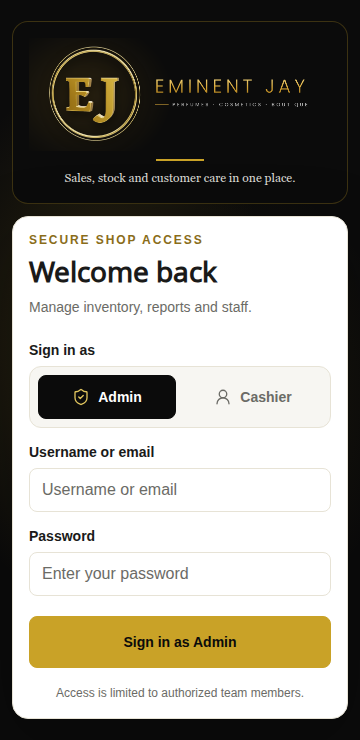 EJ
EMINENT JAY
PERFUMES • COSMETICS • BOUTIQUE
Sales, stock and customer care in one place.
SECURE SHOP ACCESS
Welcome back
Manage inventory, reports and staff.
Sign in as
Admin
Cashier
Username or email
Username or email
Password
Enter your password
Sign in as Admin
Access is limited to authorized team members.